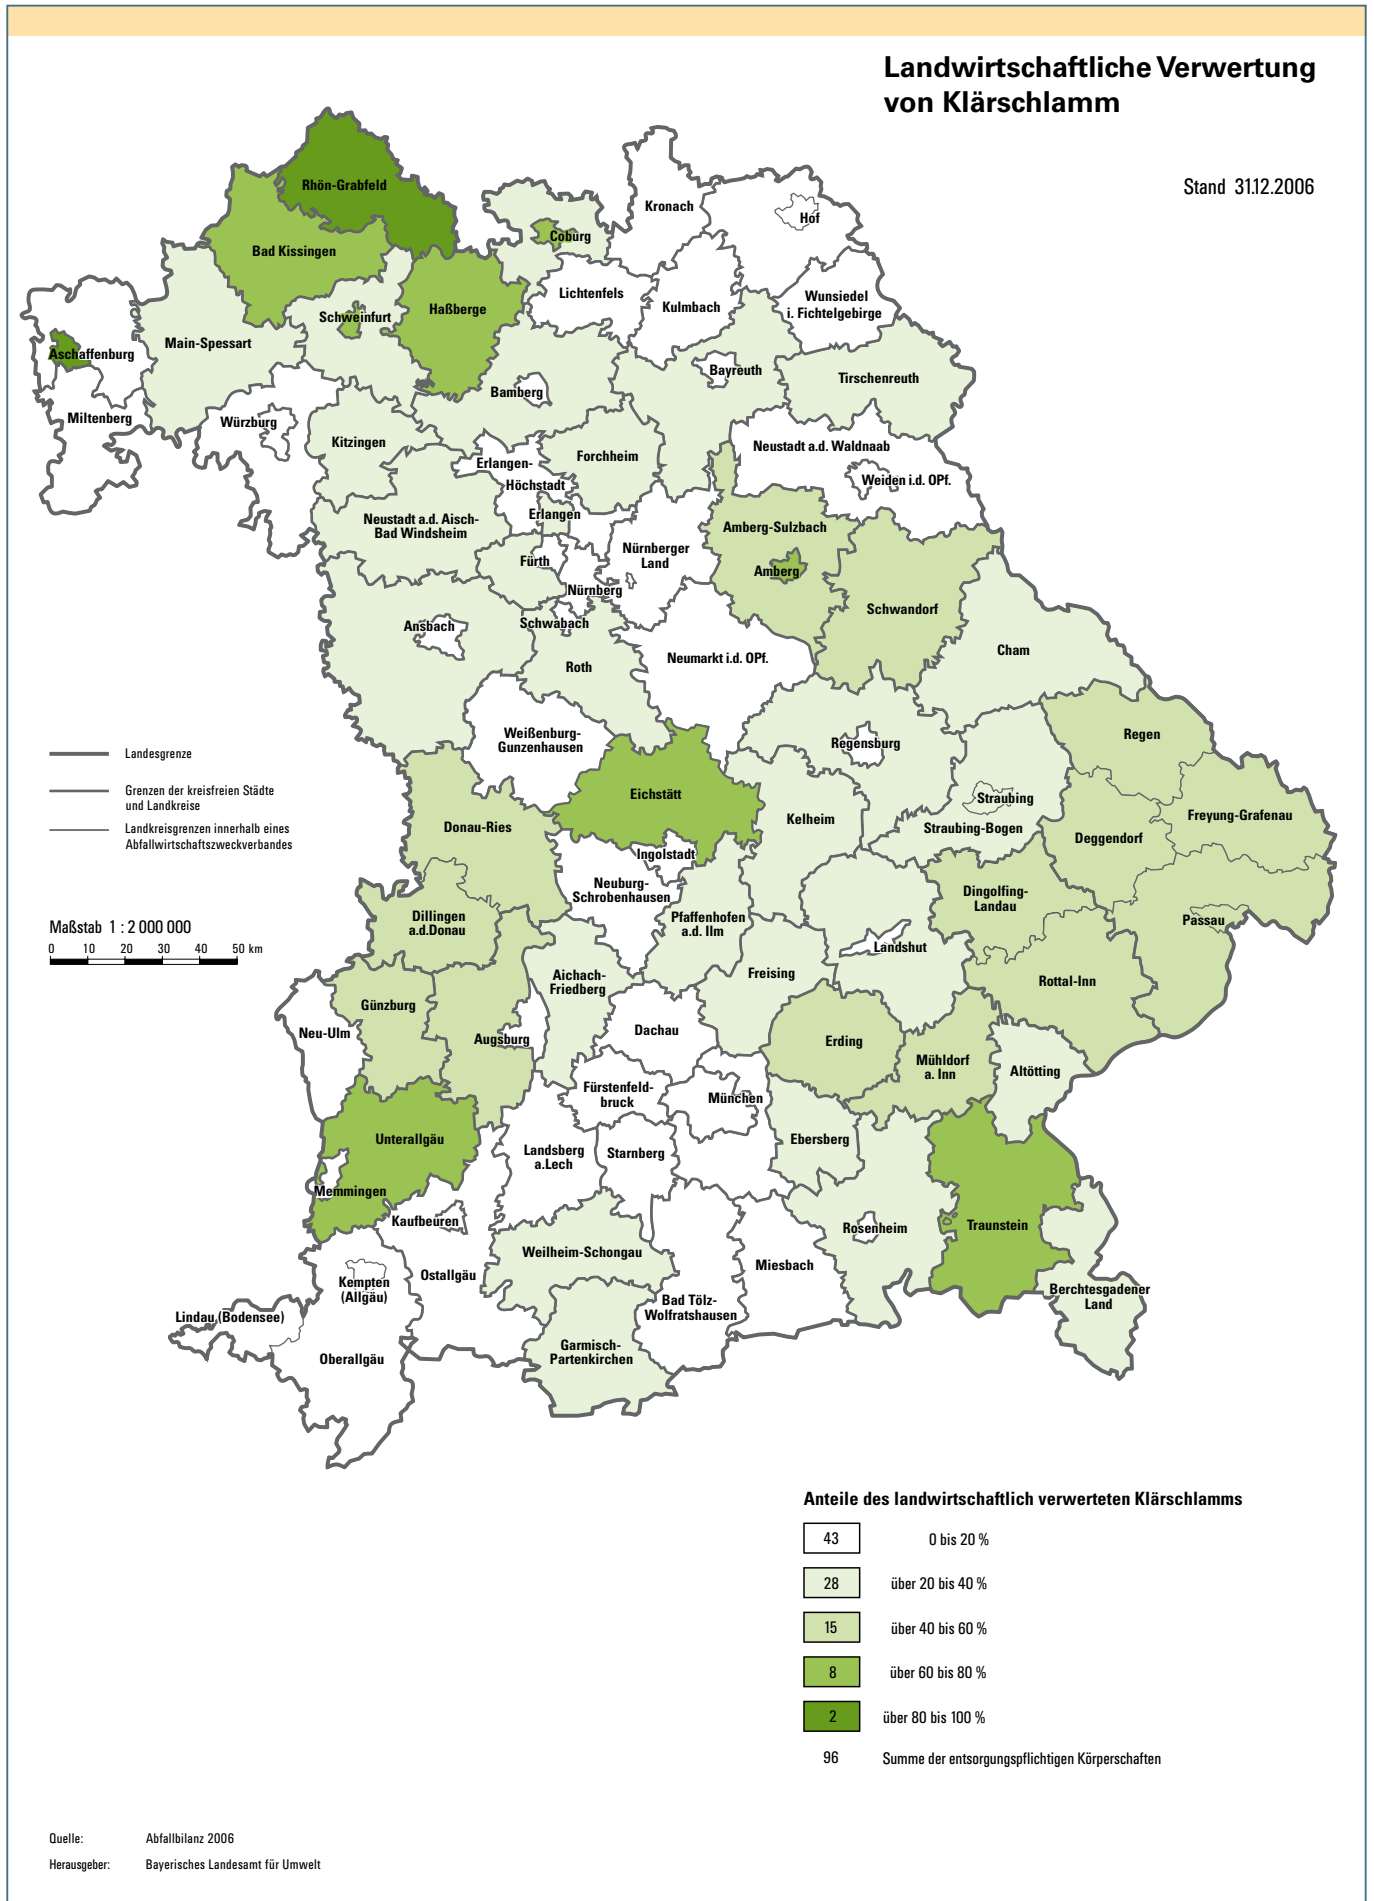 Landwirtschaftliche Verwertung
von Klärschlamm
Stand 31.12.2006
Rhön-Grabfeld
Kronach
Hof
Coburg
Bad Kissingen
Lichtenfels
Wunsiedel
i. Fichtelgebirge
Kulmbach
Haßberge
Schweinfurt
Main-Spessart
Aschaffenburg
Bayreuth
Tirschenreuth
Bamberg
Miltenberg
Würzburg
Kitzingen
Neustadt a.d. Waldnaab
Forchheim
Erlangen-
Höchstadt
Weiden i.d. OPf.
Erlangen
Neustadt a.d. Aisch-
Bad Windsheim
Amberg-Sulzbach
Nürnberger
Land
Fürth
Amberg
Nürnberg
Schwandorf
Ansbach
Schwabach
Cham
Neumarkt i.d. OPf.
Roth
Weißenburg-
Gunzenhausen
Regensburg
Regen
Landesgrenze
Grenzen der kreisfreien Städte
und Landkreise
Landkreisgrenzen innerhalb eines
Abfallwirtschaftszweckverbandes
Eichstätt
Straubing
Kelheim
Straubing-Bogen
Freyung-Grafenau
Donau-Ries
Deggendorf
Ingolstadt
Neuburg-
Schrobenhausen
Dingolfing-
Landau
Dillingen
a.d.Donau
Pfaffenhofen
a.d. Ilm
Passau
Maßstab 1 : 2 000 000
0 10 20 30 40 50 km
Landshut
Freising
Aichach-
Friedberg
Rottal-Inn
Günzburg
Neu-Ulm
Dachau
Augsburg
Erding
Mühldorf
a. Inn
Altötting
Fürstenfeld-
bruck
München
Unterallgäu
Ebersberg
Landsberg
a.Lech
Starnberg
Memmingen
Kaufbeuren
Rosenheim
Traunstein
Weilheim-Schongau
Miesbach
Ostallgäu
Kempten
(Allgäu)
Berchtesgadener
Land
Bad Tölz-
Wolfratshausen
Lindau (Bodensee)
Garmisch-
Partenkirchen
Oberallgäu
Anteile des landwirtschaftlich verwerteten Klärschlamms
43 0 bis 20 %
28 über 20 bis 40 %
15 über 40 bis 60 %
8 über 60 bis 80 %
2 über 80 bis 100 %
96 Summe der entsorgungspflichtigen Körperschaften
Quelle: Abfallbilanz 2006
Herausgeber: Bayerisches Landesamt für Umwelt